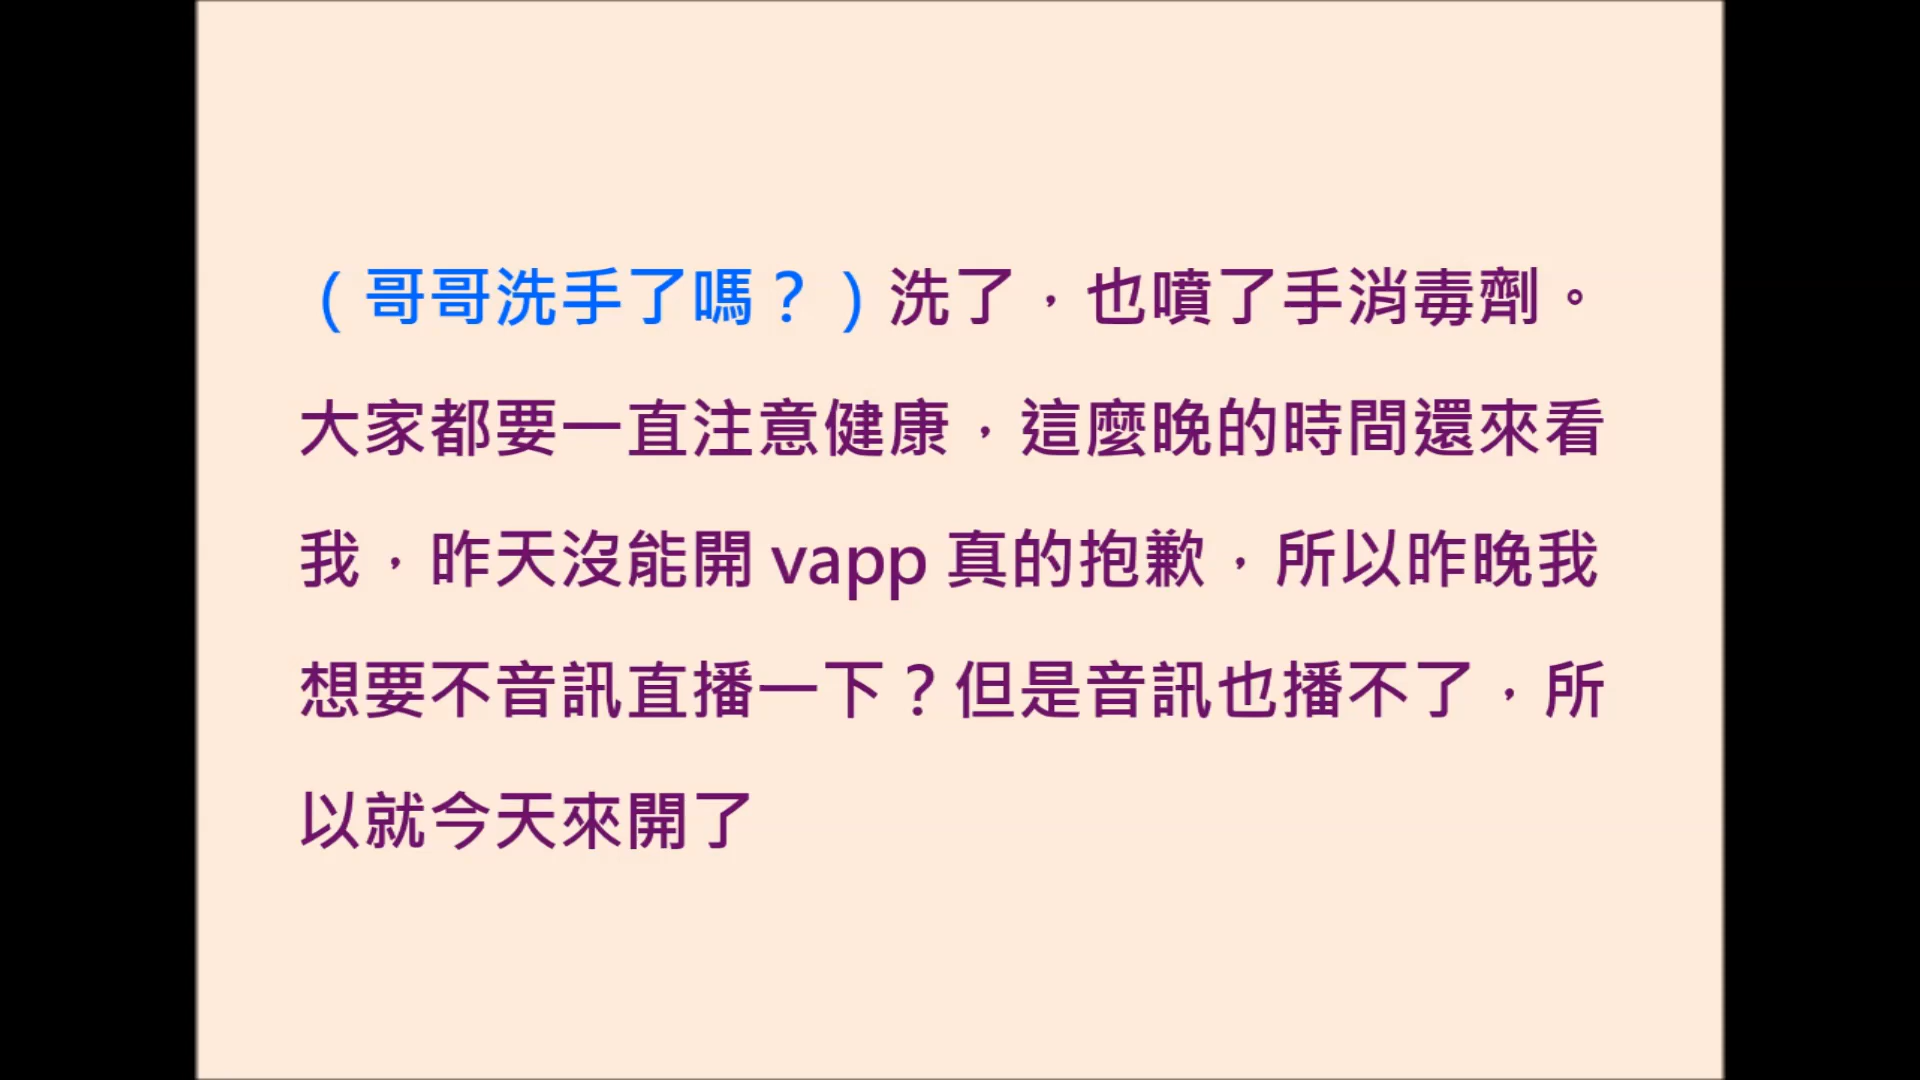 （哥哥洗手了嗎？）洗了，也噴了手消毒劑。
大家都要一直注意健康，這麼晚的時間還來看
我，昨天沒能開 vapp 真的抱歉，所以昨晚我
想要不音訊直播一下？但是音訊也播不了，所
以就今天來開了